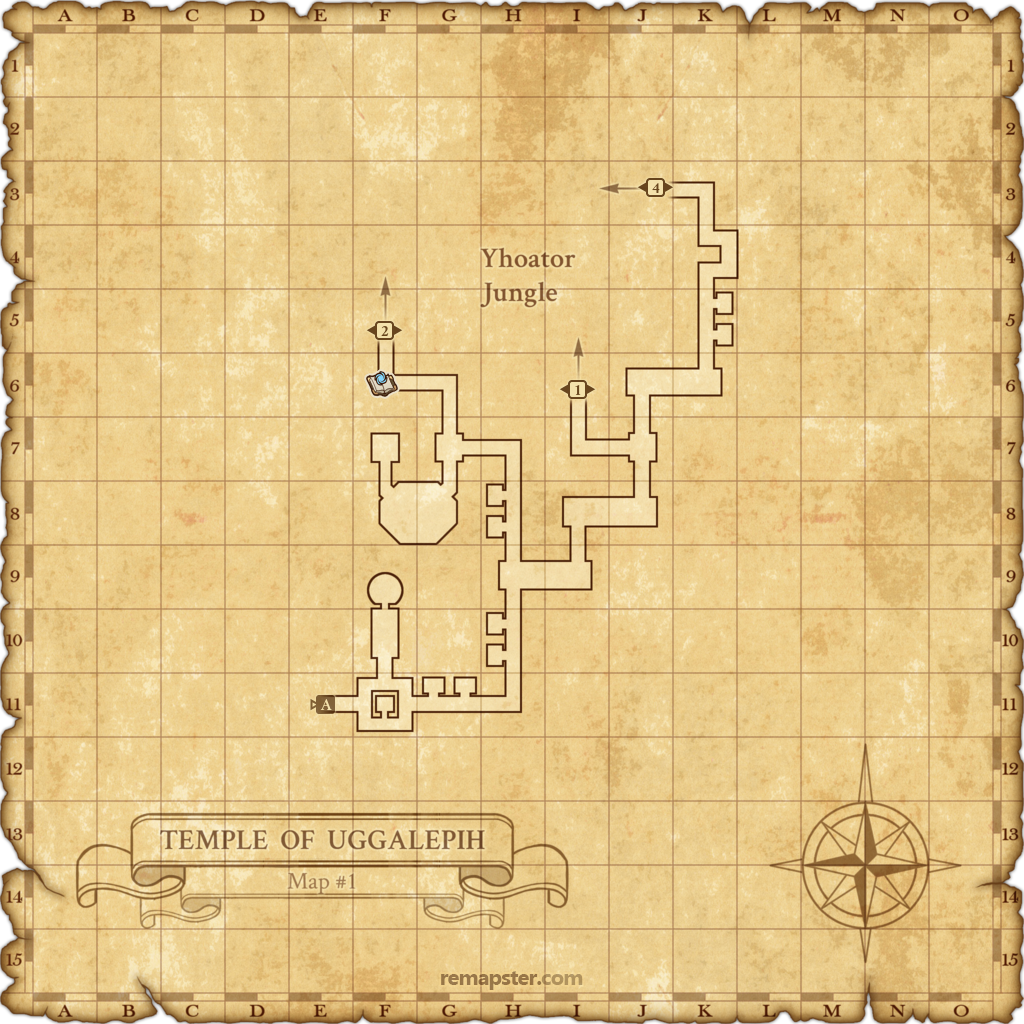 A B C D E F G H I J K L M N O
1 1
2 2
3 4 3
Yhoator
4 4
Jungle
5 5
2
6 1 6
7 7
8 8
9 9
10 10
11 A 11
12 12
13 13
TEMPLE OF UGGALEPIH
Map #1
14 14
15 15
remapster.com
A B C D E F G H I J K L M N O